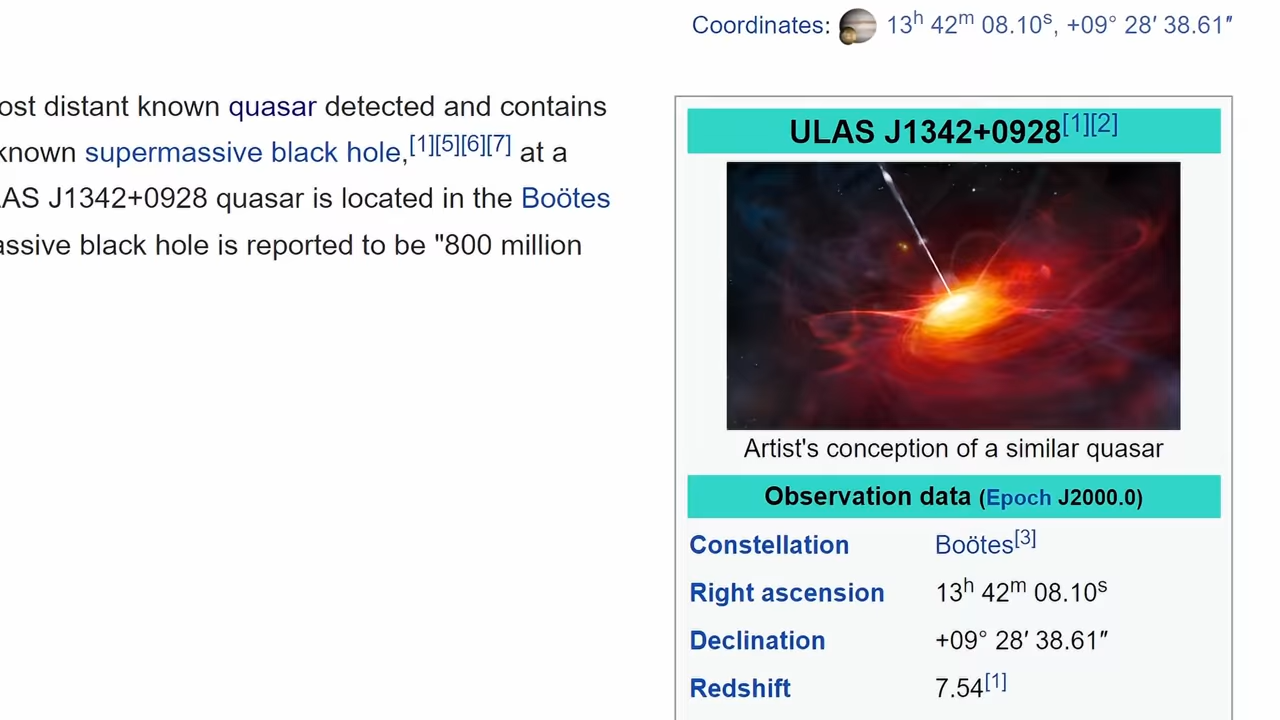 Coordinates: 13h 42m 08.10s, +09° 28′ 38.61″
ost distant known quasar detected and contains
known supermassive black hole,[1][5][6][7] at a
AS J1342+0928 quasar is located in the Boötes
assive black hole is reported to be "800 million
ULAS J1342+0928[1][2]
Artist's conception of a similar quasar
Observation data (Epoch J2000.0)
Constellation Boötes[3]
Right ascension 13h 42m 08.10s
Declination +09° 28′ 38.61″
Redshift 7.54[1]